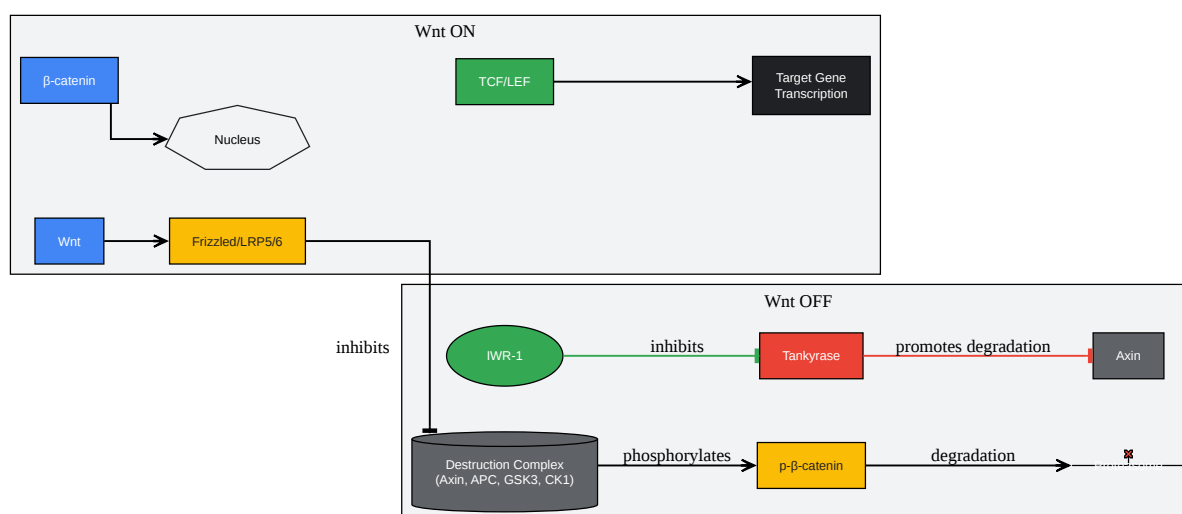 Wnt ON
β-catenin
TCF/LEF
Target Gene
Transcription
Nucleus
Wnt
Frizzled/LRP5/6
Wnt OFF
inhibits
IWR-1
inhibits
Tankyrase
promotes degradation
Axin
Destruction Complex
(Axin, APC, GSK3, CK1)
phosphorylates
p-β-catenin
degradation